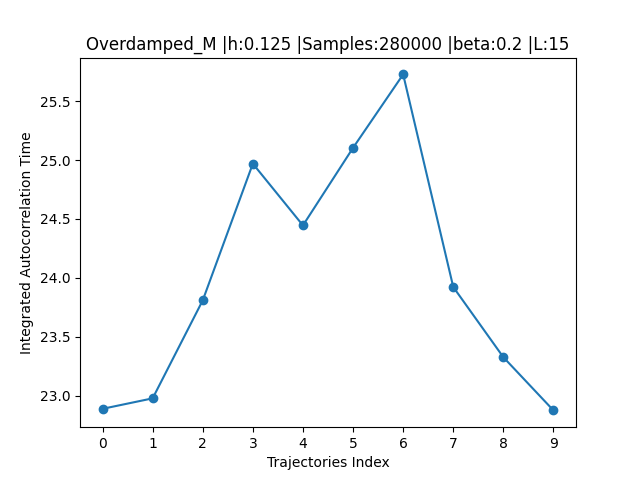 Overdamped_M |h:0.125 |Samples:280000 |beta:0.2 |L:15
25.5
25.0
24.5
24.0
23.5
23.0
Integrated Autocorrelation Time
0 1 2 3 4 5 6 7 8 9
Trajectories Index